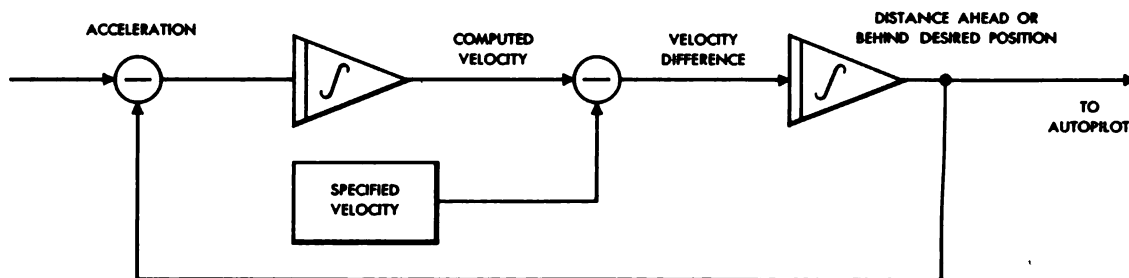 ACCELERATION
COMPUTED
VELOCITY
VELOCITY
DIFFERENCE
DISTANCE AHEAD OR
BEHIND DESIRED POSITION
TO
AUTOPILOT
SPECIFIED
VELOCITY